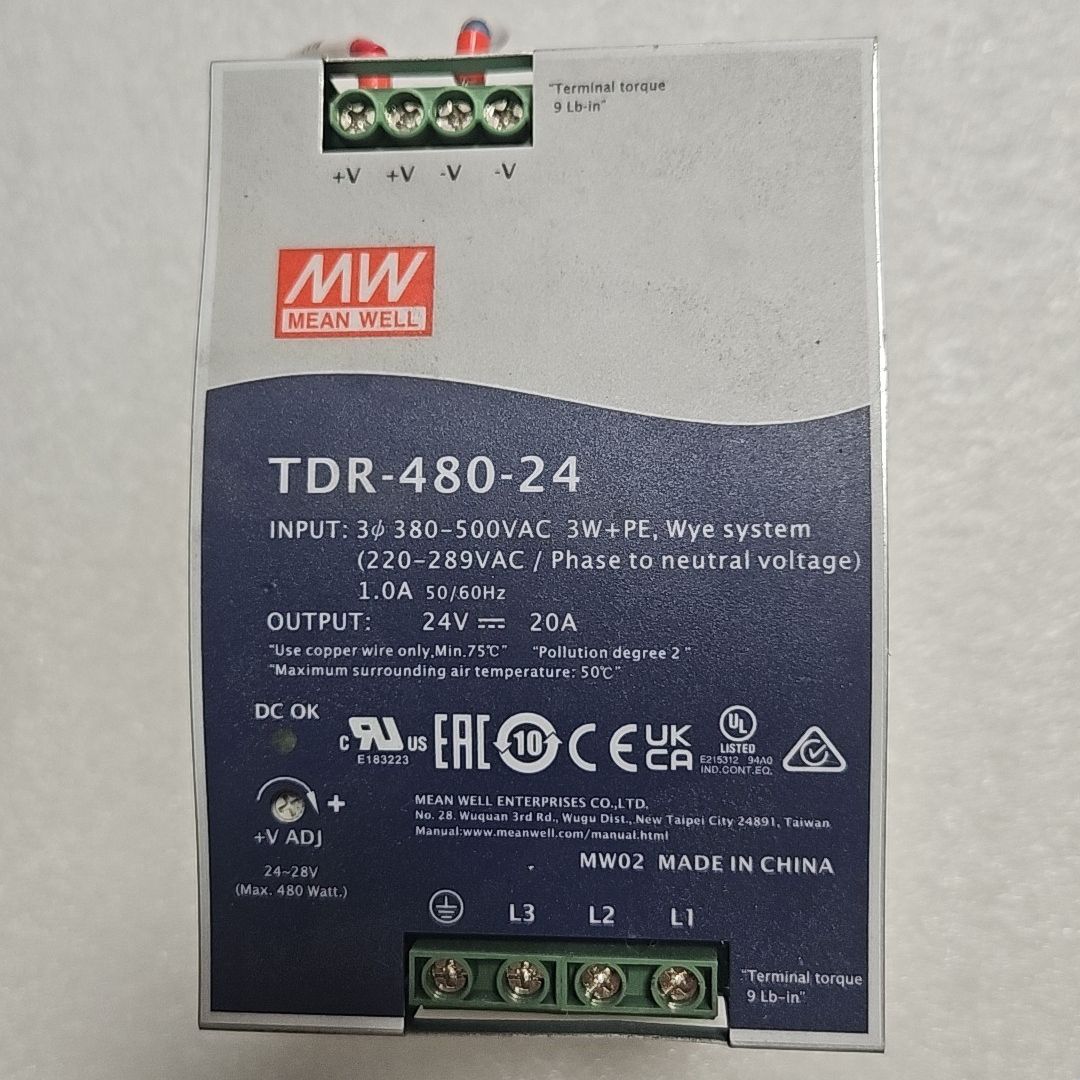 "Terminal torque
9 Lb-in"
+V +V -V -V
MW
MEAN WELL
TDR-480-24
INPUT: 3ϕ 380-500VAC 3W+PE, Wye system
(220-289VAC / Phase to neutral voltage)
1.0A 50/60Hz
OUTPUT: 24V ⎓ 20A
"Use copper wire only,Min.75℃" "Pollution degree 2"
"Maximum surrounding air temperature: 50℃"
DC OK
C RU US
E183223
EAC
10
CE
UK
CA
UL
LISTED
E215312 94A0
IND.CONT.EQ.
+
+V ADJ
24~28V
(Max. 480 Watt.)
MEAN WELL ENTERPRISES CO.,LTD.
No. 28. Wuquan 3rd Rd., Wugu Dist., New Taipei City 24891, Taiwan
Manual:www.meanwell.com/manual.html
MW02 MADE IN CHINA
L3 L2 L1
"Terminal torque
9 Lb-in"